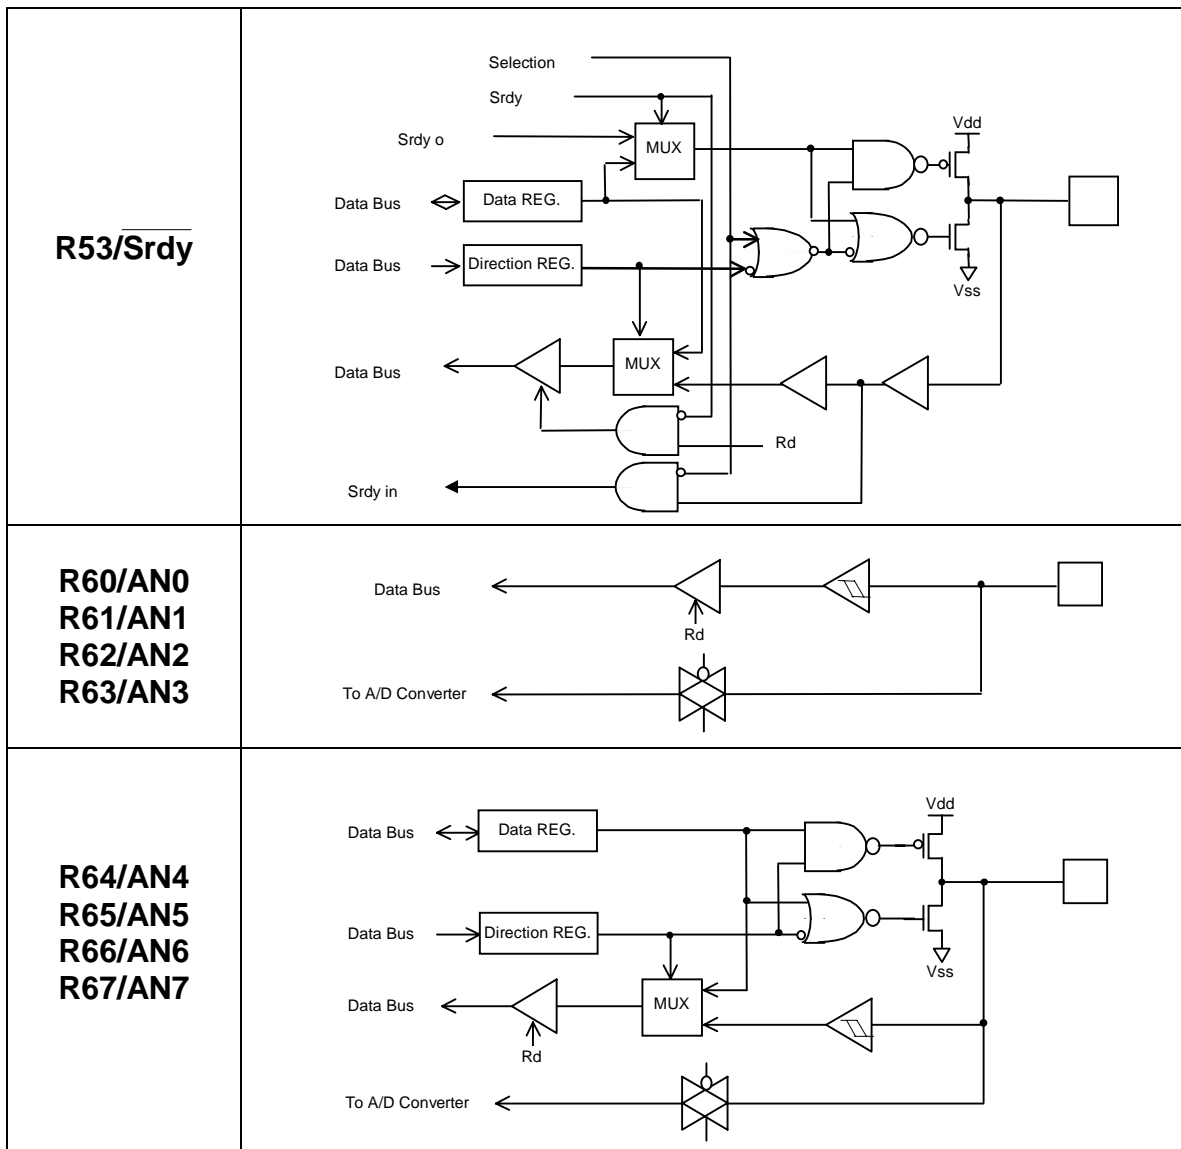 R53/Srdy
Selection
Srdy
Srdy o
MUX
Vdd
Data Bus
Data REG.
Data Bus
Direction REG.
Vss
Data Bus
MUX
Rd
Srdy in
R60/AN0
R61/AN1
R62/AN2
R63/AN3
Data Bus
Rd
To A/D Converter
R64/AN4
R65/AN5
R66/AN6
R67/AN7
Vdd
Data Bus
Data REG.
Data Bus
Direction REG.
Vss
Data Bus
MUX
Rd
To A/D Converter